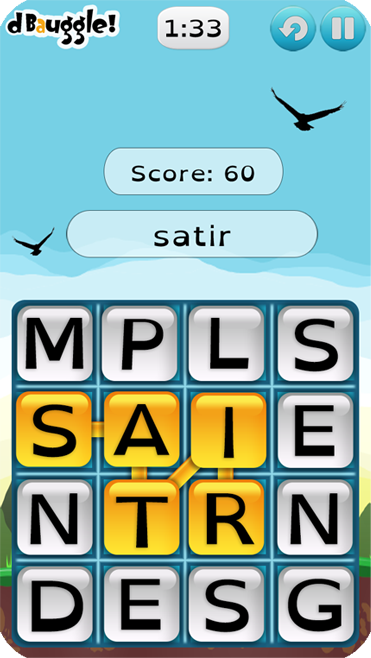 dBauggle!
1:33
Score: 60
satir
M P L S
S A I E
N T R N
D E S G